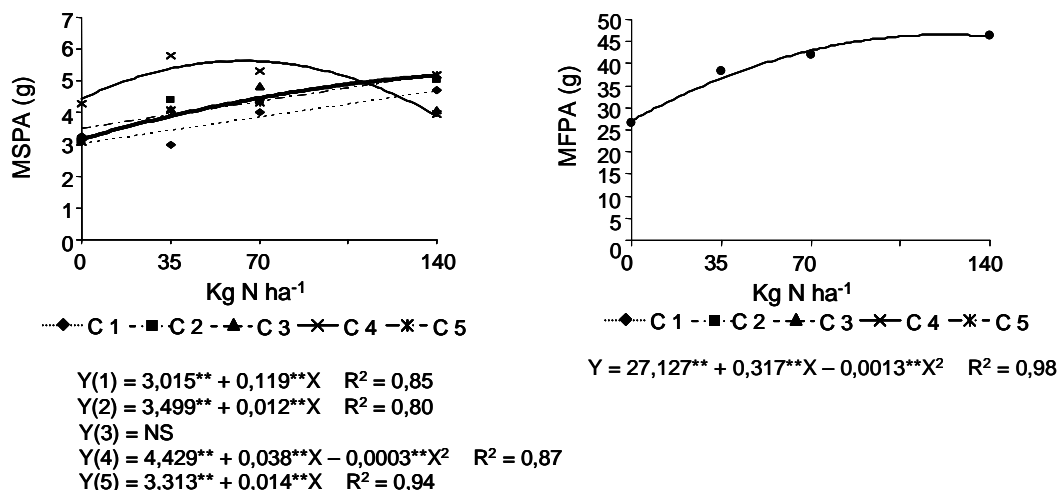 7
6
5
4
3
2
1
0
MSPA (g)
0 35 70 140
Kg N ha-1
C 1 C 2 C 3 C 4 C 5
Y(1) = 3,015** + 0,119**X R2 = 0,85
Y(2) = 3,499** + 0,012**X R2 = 0,80
Y(3) = NS
Y(4) = 4,429** + 0,038**X – 0,0003**X2 R2 = 0,87
Y(5) = 3,313** + 0,014**X R2 = 0,94
50
45
40
35
30
25
20
15
10
5
0
MFPA (g)
0 35 70 140
Kg N ha-1
C 1 C 2 C 3 C 4 C 5
Y = 27,127** + 0,317**X – 0,0013**X2 R2 = 0,98